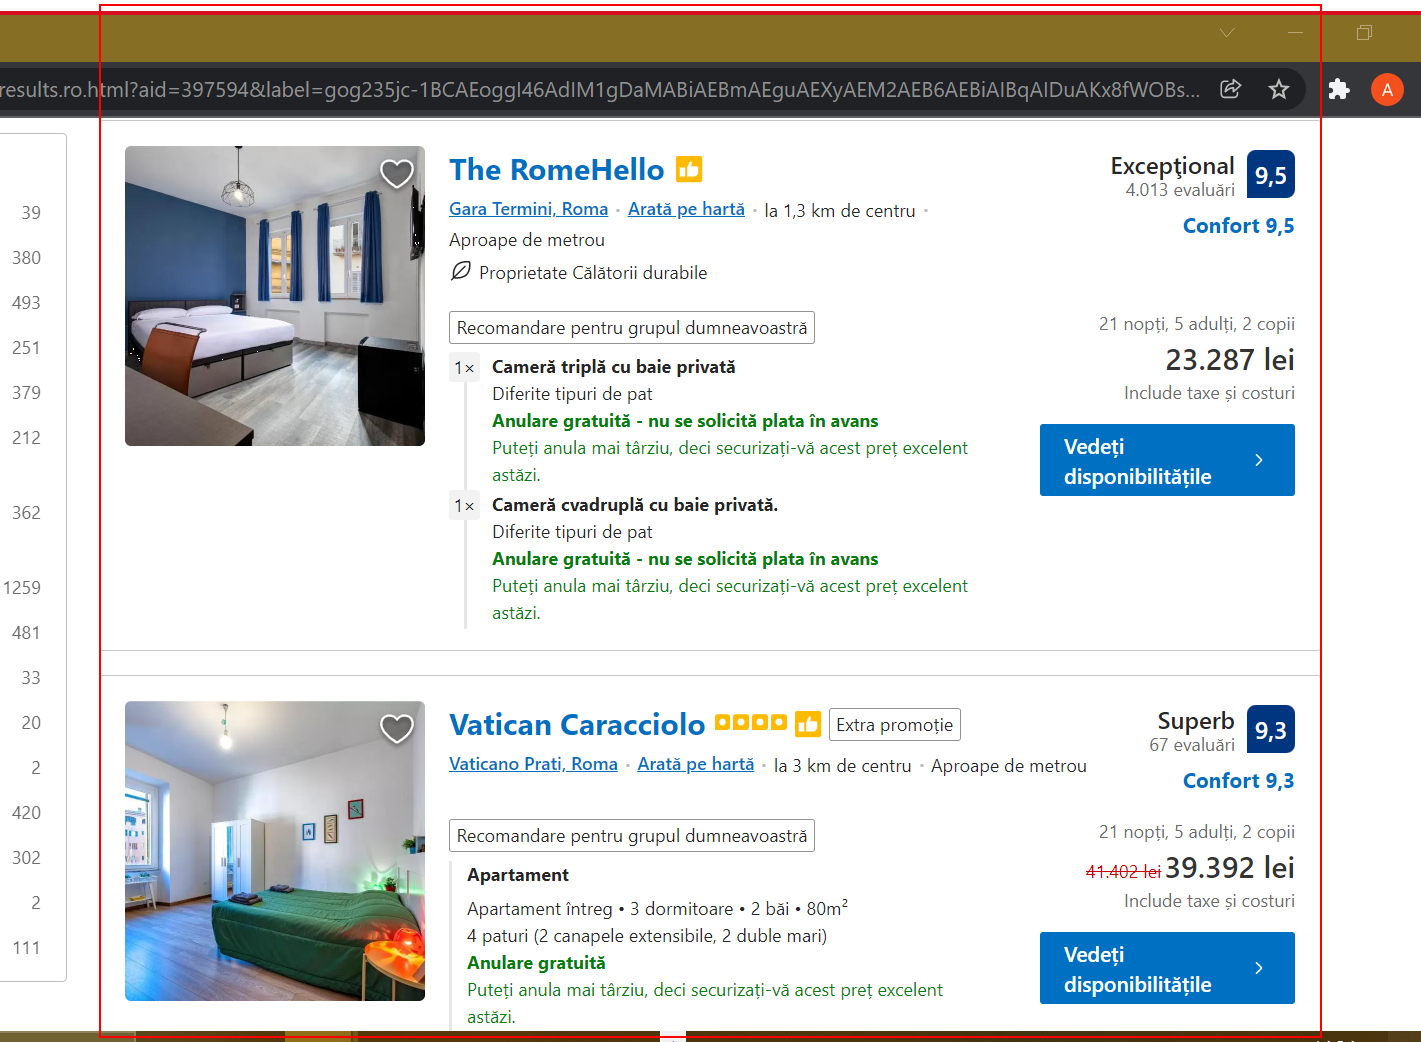 results.ro.html?aid=397594&label=gog235jc-1BCAEoggI46AdIM1gDaMABiAEBmAEguAEXyAEM2AEB6AEBiAIBqAIDuAKx8fWOBs...
A
39
380
493
251
379
212
362
1259
481
33
20
2
420
302
2
111
The RomeHello
Gara Termini, Roma · Arată pe hartă · la 1,3 km de centru ·
Aproape de metrou
Proprietate Călătorii durabile
Excepţional
4.013 evaluări
9,5
Confort 9,5
Recomandare pentru grupul dumneavoastră
1× Cameră triplă cu baie privată
Diferite tipuri de pat
Anulare gratuită - nu se solicită plata în avans
Puteți anula mai târziu, deci securizați-vă acest preț excelent
astăzi.
1× Cameră cvadruplă cu baie privată.
Diferite tipuri de pat
Anulare gratuită - nu se solicită plata în avans
Puteți anula mai târziu, deci securizați-vă acest preț excelent
astăzi.
21 nopți, 5 adulți, 2 copii
23.287 lei
Include taxe și costuri
Vedeți
disponibilitățile
Vatican Caracciolo Extra promoție
Vaticano Prati, Roma · Arată pe hartă · la 3 km de centru · Aproape de metrou
Superb
67 evaluări
9,3
Confort 9,3
Recomandare pentru grupul dumneavoastră
Apartament
Apartament întreg • 3 dormitoare • 2 băi • 80m²
4 paturi (2 canapele extensibile, 2 duble mari)
Anulare gratuită
Puteți anula mai târziu, deci securizați-vă acest preț excelent
astăzi.
21 nopți, 5 adulți, 2 copii
41.402 lei 39.392 lei
Include taxe și costuri
Vedeți
disponibilitățile